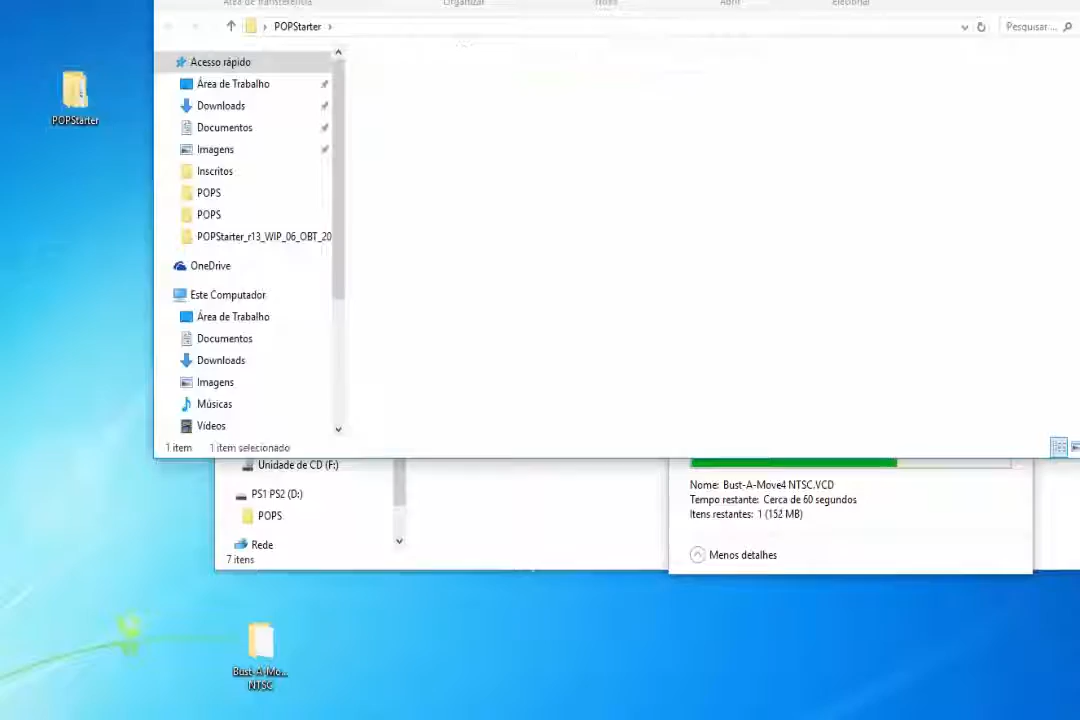 Área de transferência
Organizar
Novo
Abrir
POPStarter
Pesquisar ...
Acesso rápido
Área de Trabalho
Downloads
Documentos
Imagens
Inscritos
POPS
POPS
POPStarter_r13_WIP_06_OBT_20
OneDrive
Este Computador
Área de Trabalho
Documentos
Downloads
Imagens
Músicas
Vídeos
1 item 1 item selecionado
POPStarter
Unidade de CD (F:)
PS1 PS2 (D:)
POPS
Rede
7 itens
Nome: Bust-A-Move4 NTSC.VCD
Tempo restante: Cerca de 60 segundos
Itens restantes: 1 (152 MB)
Menos detalhes
Bust-A-Mo...
NTSC